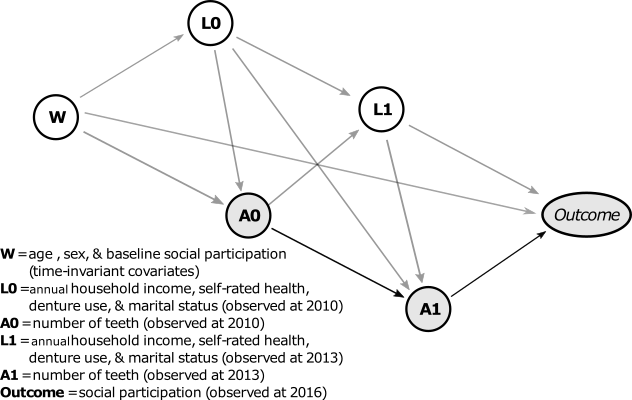 L0
L1
W
A0
Outcome
A1
W = age , sex, & baseline social participation
(time-invariant covariates)
L0 = annual household income, self-rated health,
denture use, & marital status (observed at 2010)
A0 = number of teeth (observed at 2010)
L1 = annual household income, self-rated health,
denture use, & marital status (observed at 2013)
A1 = number of teeth (observed at 2013)
Outcome = social participation (observed at 2016)